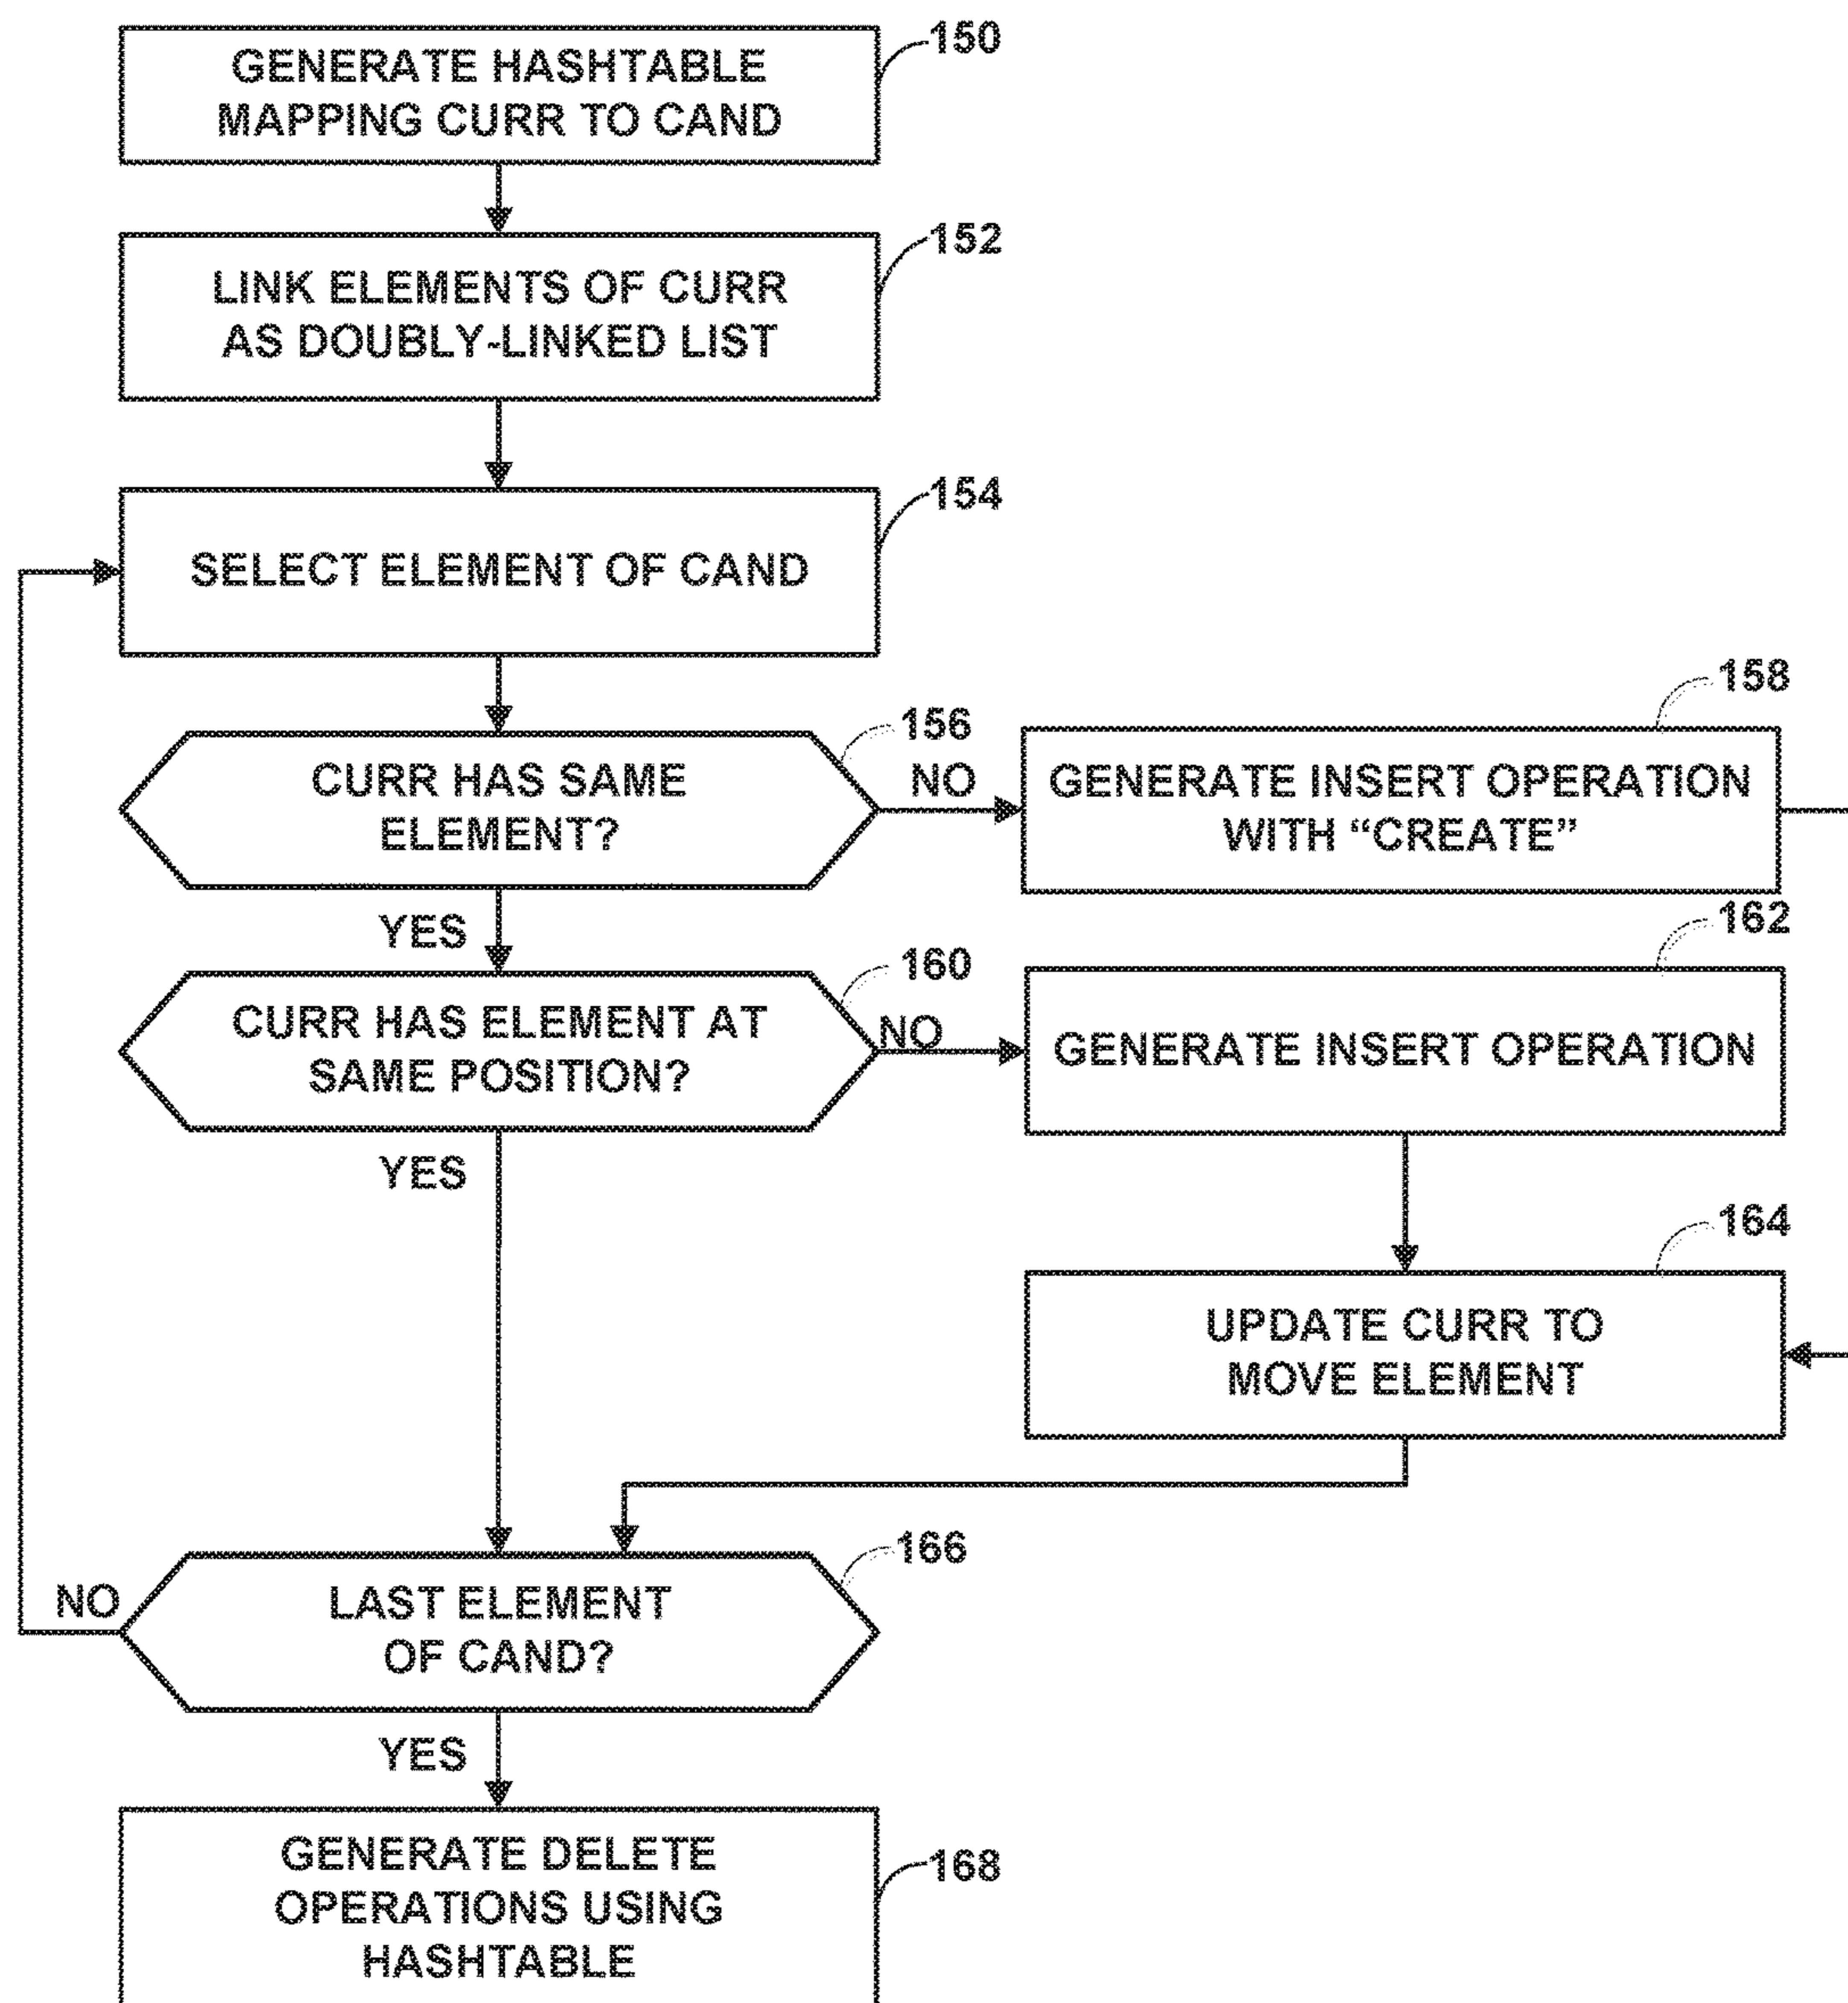 150
GENERATE HASHTABLE
MAPPING CURR TO CAND
152
LINK ELEMENTS OF CURR
AS DOUBLY-LINKED LIST
154
SELECT ELEMENT OF CAND
156
CURR HAS SAME
ELEMENT?
NO
158
GENERATE INSERT OPERATION
WITH “CREATE”
YES
160
CURR HAS ELEMENT AT
SAME POSITION?
NO
162
GENERATE INSERT OPERATION
YES
164
UPDATE CURR TO
MOVE ELEMENT
166
LAST ELEMENT
OF CAND?
NO
YES
168
GENERATE DELETE
OPERATIONS USING
HASHTABLE